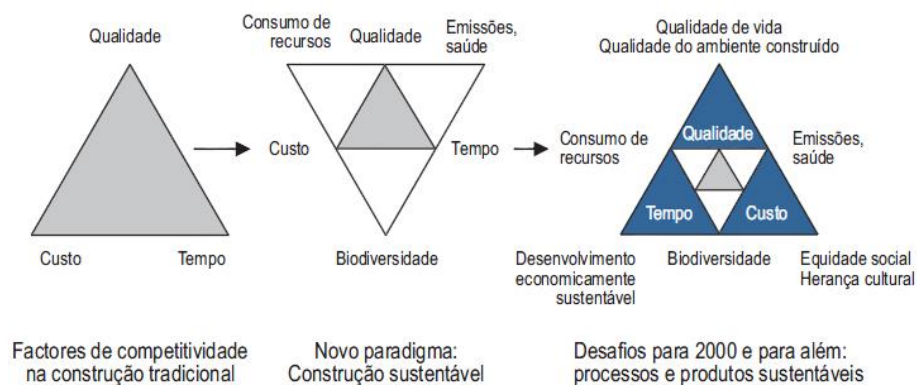 Qualidade
Custo
Tempo
Factores de competitividade
na construção tradicional
Consumo de
recursos
Qualidade
Emissões,
saúde
Custo
Tempo
Biodiversidade
Novo paradigma:
Construção sustentável
Qualidade de vida
Qualidade do ambiente construído
Consumo de
recursos
Qualidade
Emissões,
saúde
Tempo
Custo
Desenvolvimento
economicamente
sustentável
Biodiversidade
Equidade social
Herança cultural
Desafios para 2000 e para além:
processos e produtos sustentáveis